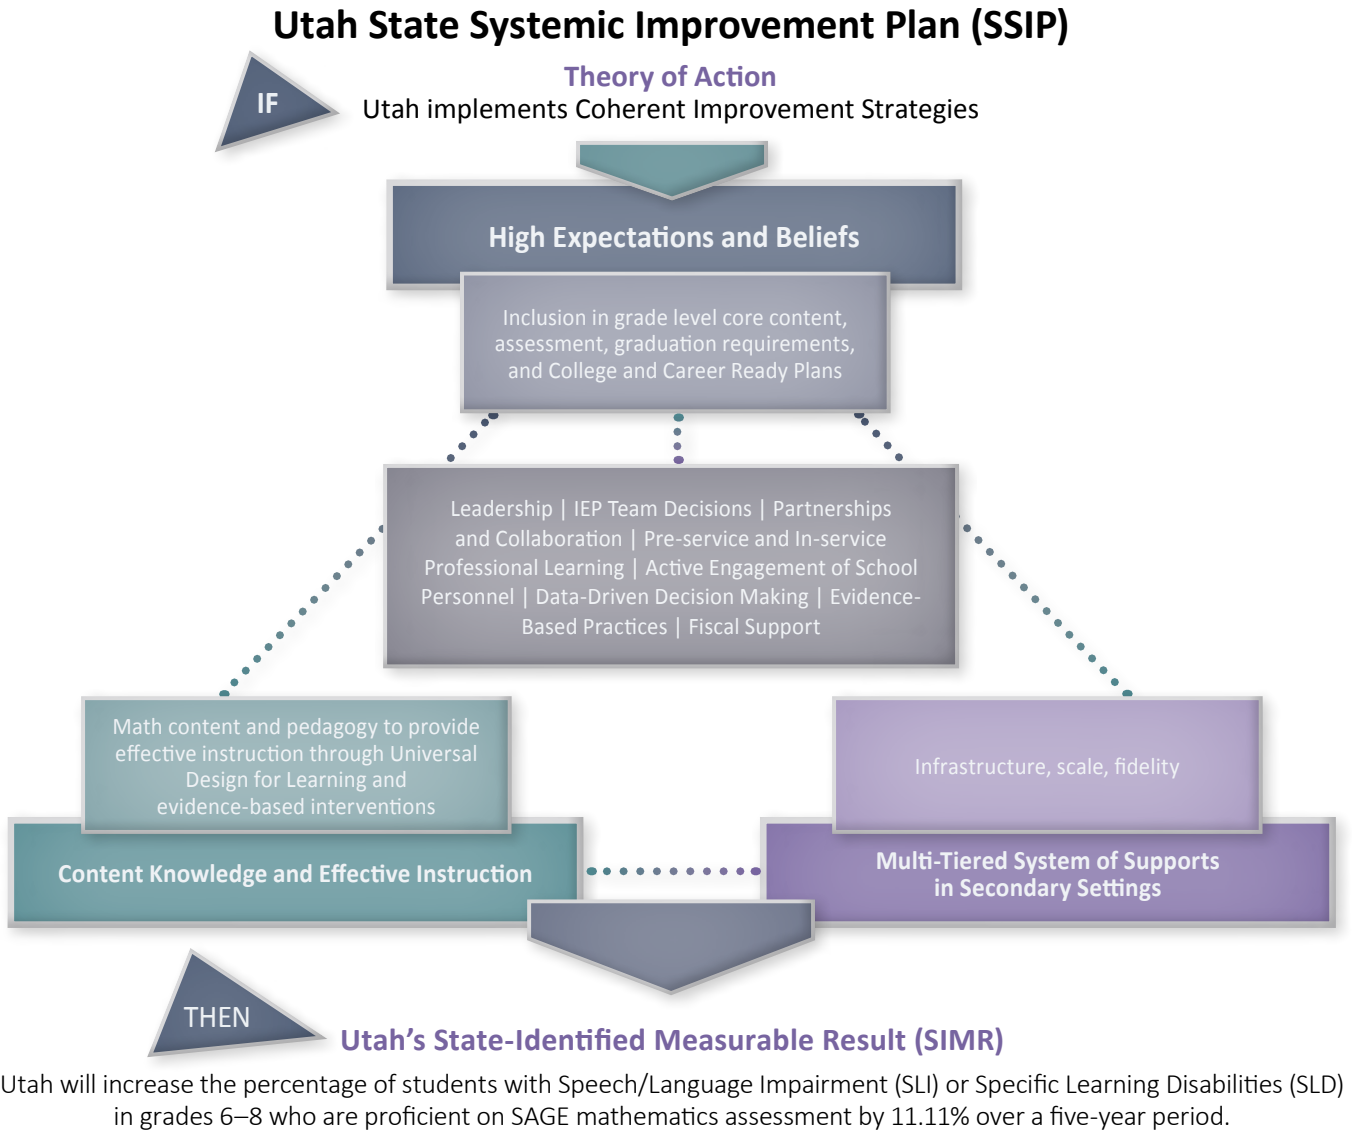 Utah State Systemic Improvement Plan (SSIP)
IF
Theory of Action
Utah implements Coherent Improvement Strategies
High Expectations and Beliefs
Inclusion in grade level core content,
assessment, graduation requirements,
and College and Career Ready Plans
Leadership | IEP Team Decisions | Partnerships
and Collaboration | Pre-service and In-service
Professional Learning | Active Engagement of School
Personnel | Data-Driven Decision Making | Evidence-
Based Practices | Fiscal Support
Math content and pedagogy to provide
effective instruction through Universal
Design for Learning and
evidence-based interventions
Content Knowledge and Effective Instruction
Infrastructure, scale, fidelity
Multi-Tiered System of Supports
in Secondary Settings
THEN
Utah’s State-Identified Measurable Result (SIMR)
Utah will increase the percentage of students with Speech/Language Impairment (SLI) or Specific Learning Disabilities (SLD)
in grades 6–8 who are proficient on SAGE mathematics assessment by 11.11% over a five-year period.